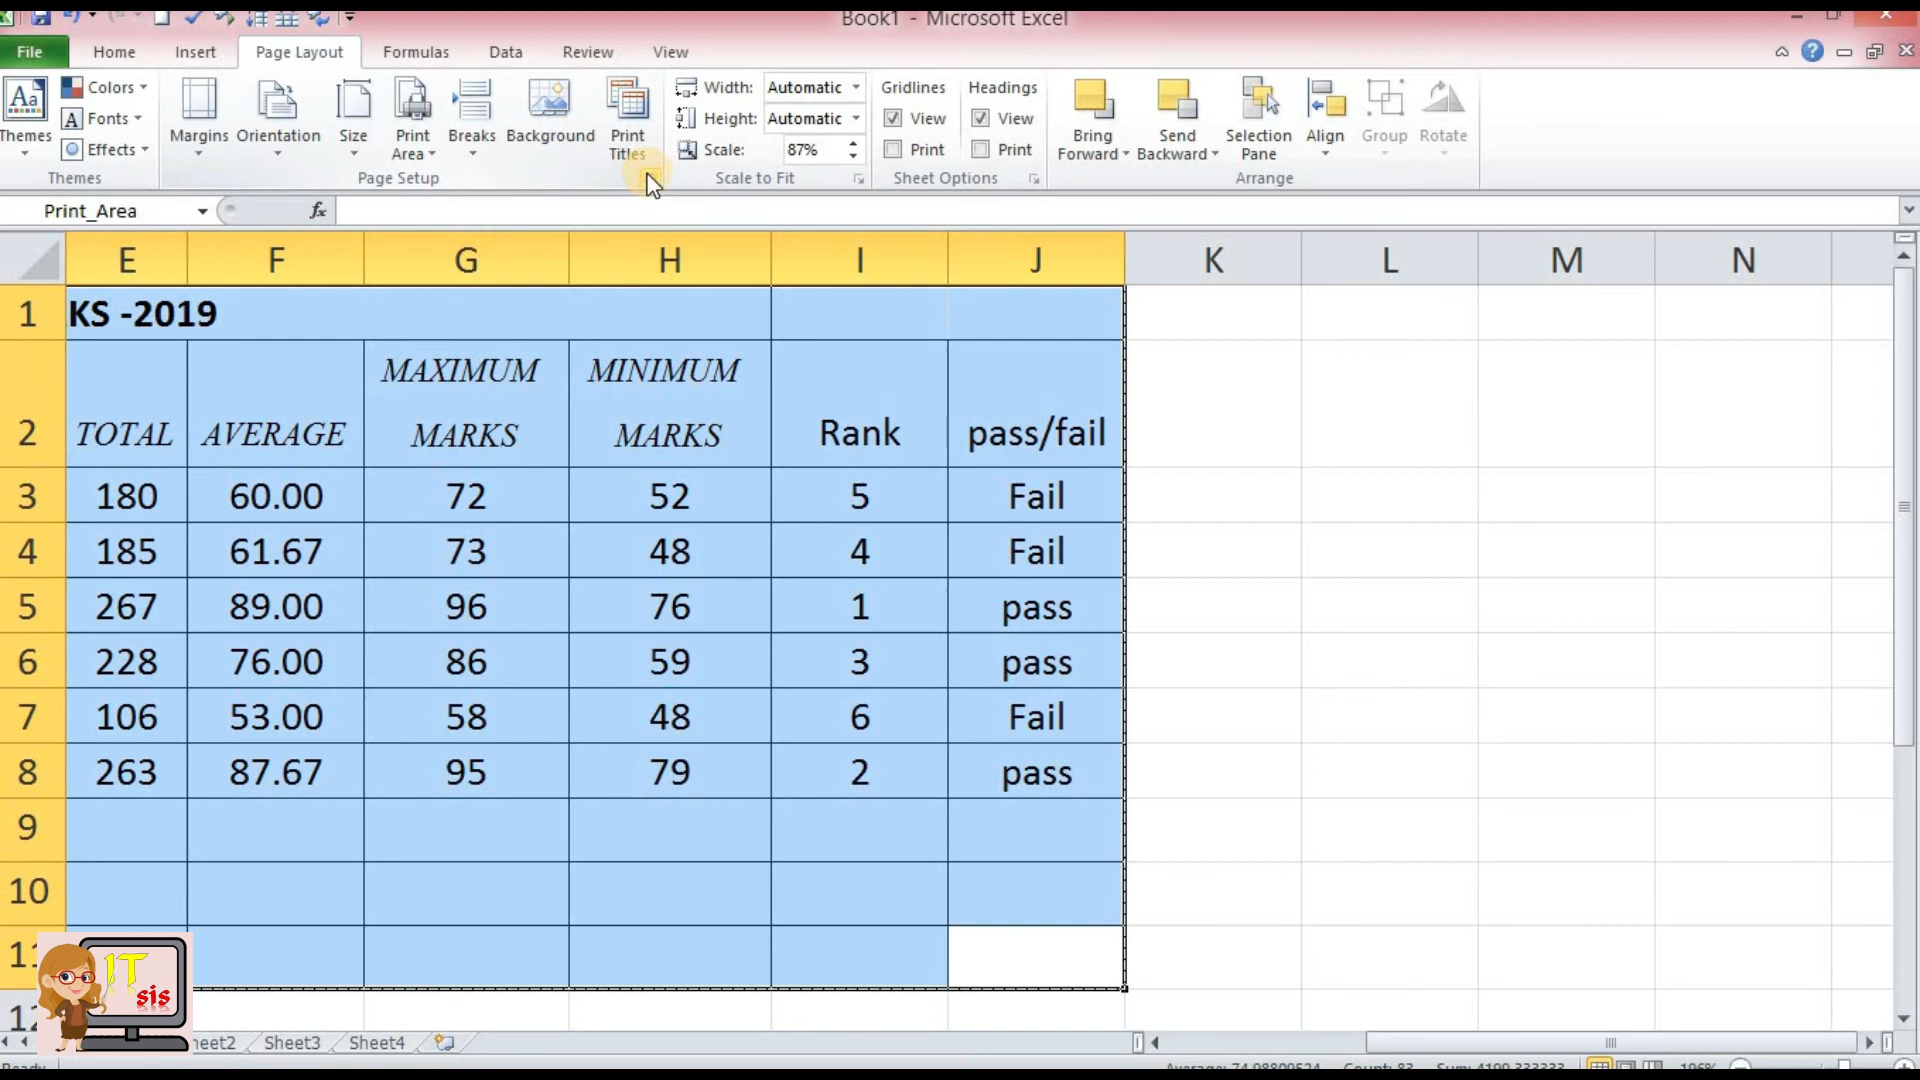 Book1 - Microsoft Excel
File Home Insert Page Layout Formulas Data Review View
Aa Colors Width: Automatic Gridlines Headings
A Fonts Height: Automatic View View
Themes Effects Margins Orientation Size Print Area Breaks Background Print Titles Scale: 87% Print Print Bring Forward Send Backward Selection Pane Align Group Rotate
Themes Page Setup Scale to Fit Sheet Options Arrange
Print_Area fx
E F G H I J K L M N
1 KS -2019
2 TOTAL AVERAGE MAXIMUM MARKS MINIMUM MARKS Rank pass/fail
3 180 60.00 72 52 5 Fail
4 185 61.67 73 48 4 Fail
5 267 89.00 96 76 1 pass
6 228 76.00 86 59 3 pass
7 106 53.00 58 48 6 Fail
8 263 87.67 95 79 2 pass
9
10
11
12
IT
sis
heet2 Sheet3 Sheet4